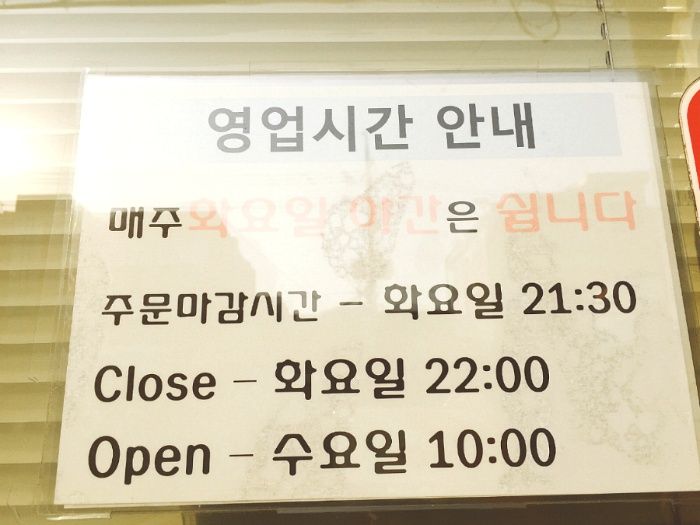 영업시간 안내
매주화요일 야간은 쉽니다
주문마감시간 - 화요일 21:30
Close - 화요일 22:00
Open - 수요일 10:00